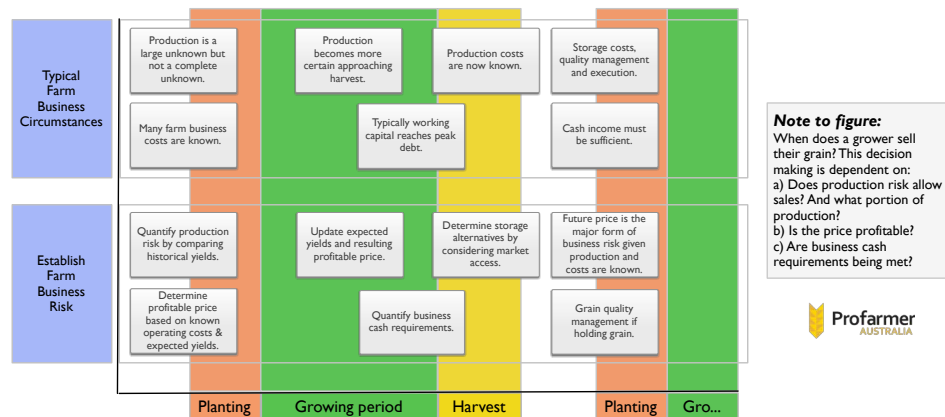 Typical
Farm
Business
Circumstances
Production is a
large unknown but
not a complete
unknown.
Production
becomes more
certain approaching
harvest.
Production costs
are now known.
Storage costs,
quality management
and execution.
Many farm business
costs are known.
Typically working
capital reaches peak
debt.
Cash income must
be sufficient.
Establish
Farm
Business
Risk
Quantify production
risk by comparing
historical yields.
Update expected
yields and resulting
profitable price.
Determine storage
alternatives by
considering market
access.
Future price is the
major form of
business risk given
production and
costs are known.
Determine
profitable price
based on known
operating costs &
expected yields.
Quantify business
cash requirements.
Grain quality
management if
holding grain.
Planting
Growing period
Harvest
Planting
Gro...
Note to figure:
When does a grower sell
their grain? This decision
making is dependent on:
a) Does production risk allow
sales? And what portion of
production?
b) Is the price profitable?
c) Are business cash
requirements being met?
Profarmer
AUSTRALIA